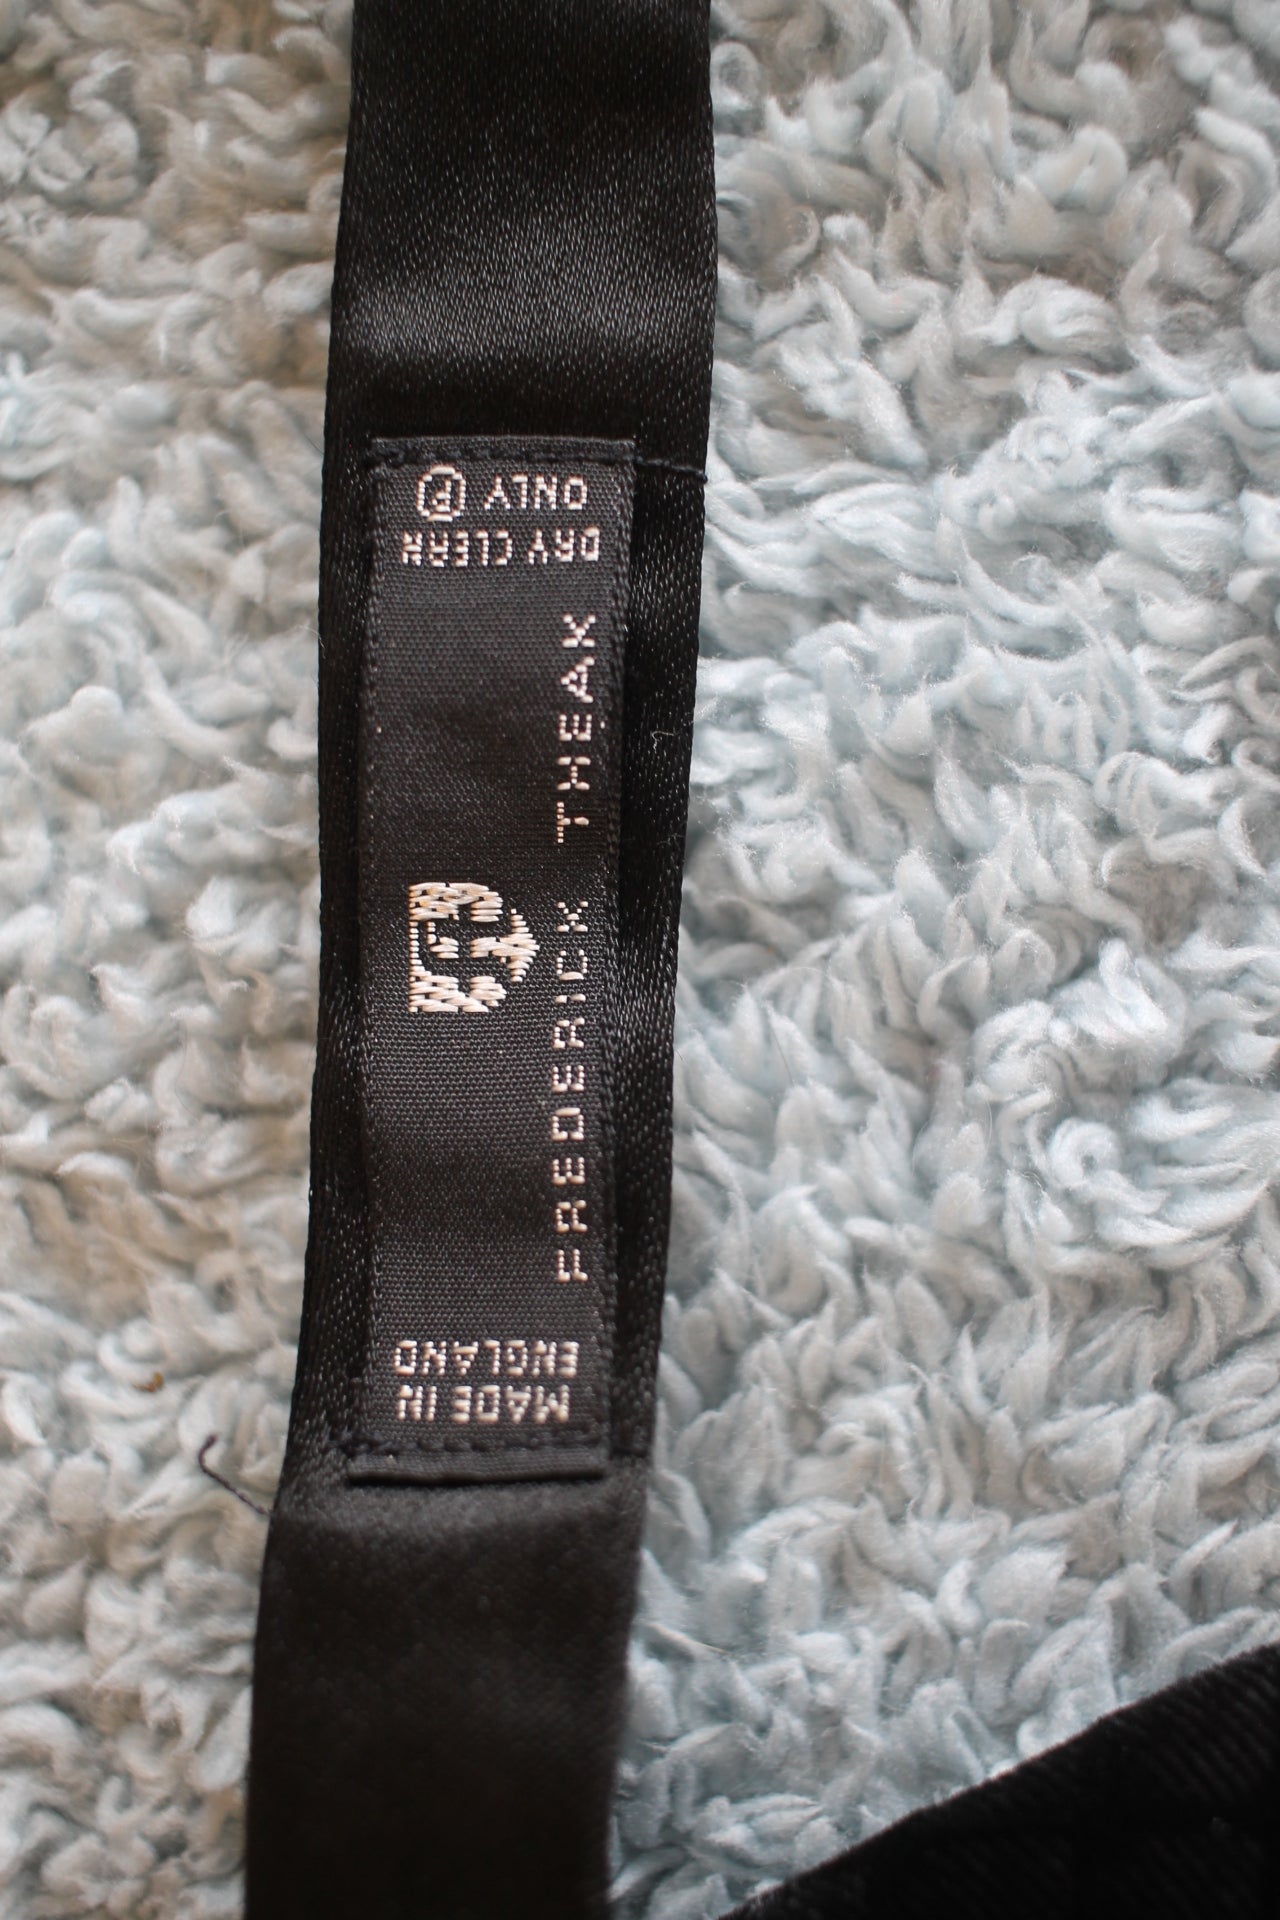 FREDERICK THEAK
MADE IN
ENGLAND
DRY CLEAN
ONLY Ⓟ